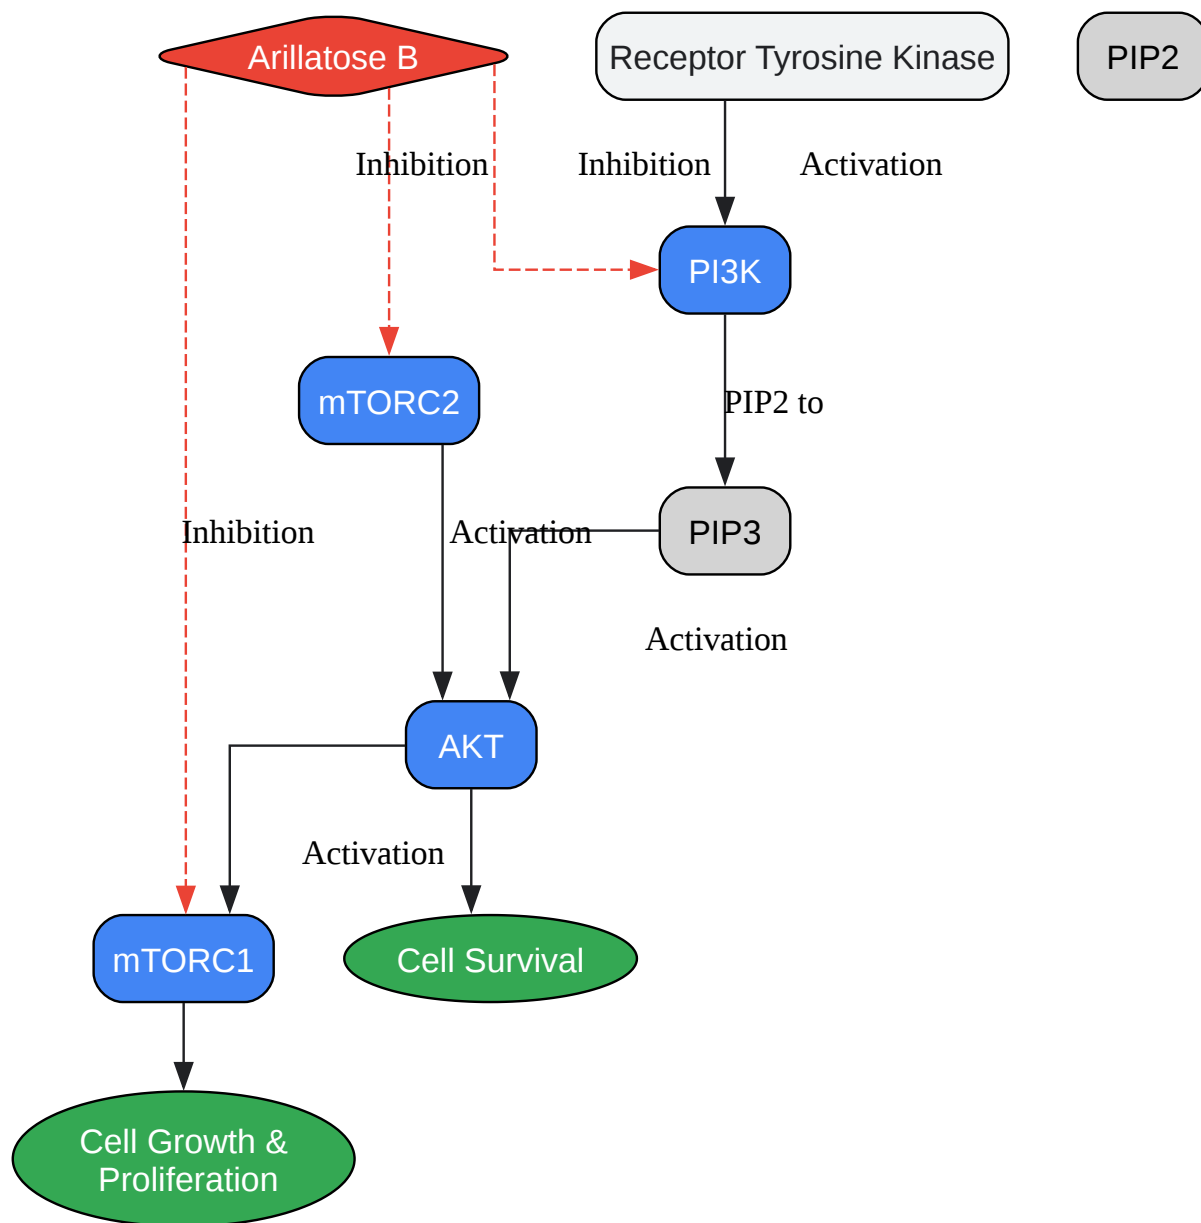 Arillatose B
Receptor Tyrosine Kinase
PIP2
Inhibition
Inhibition
Activation
PI3K
mTORC2
PIP2 to
Inhibition
Activation
PIP3
Activation
AKT
Activation
mTORC1
Cell Survival
Cell Growth &
Proliferation